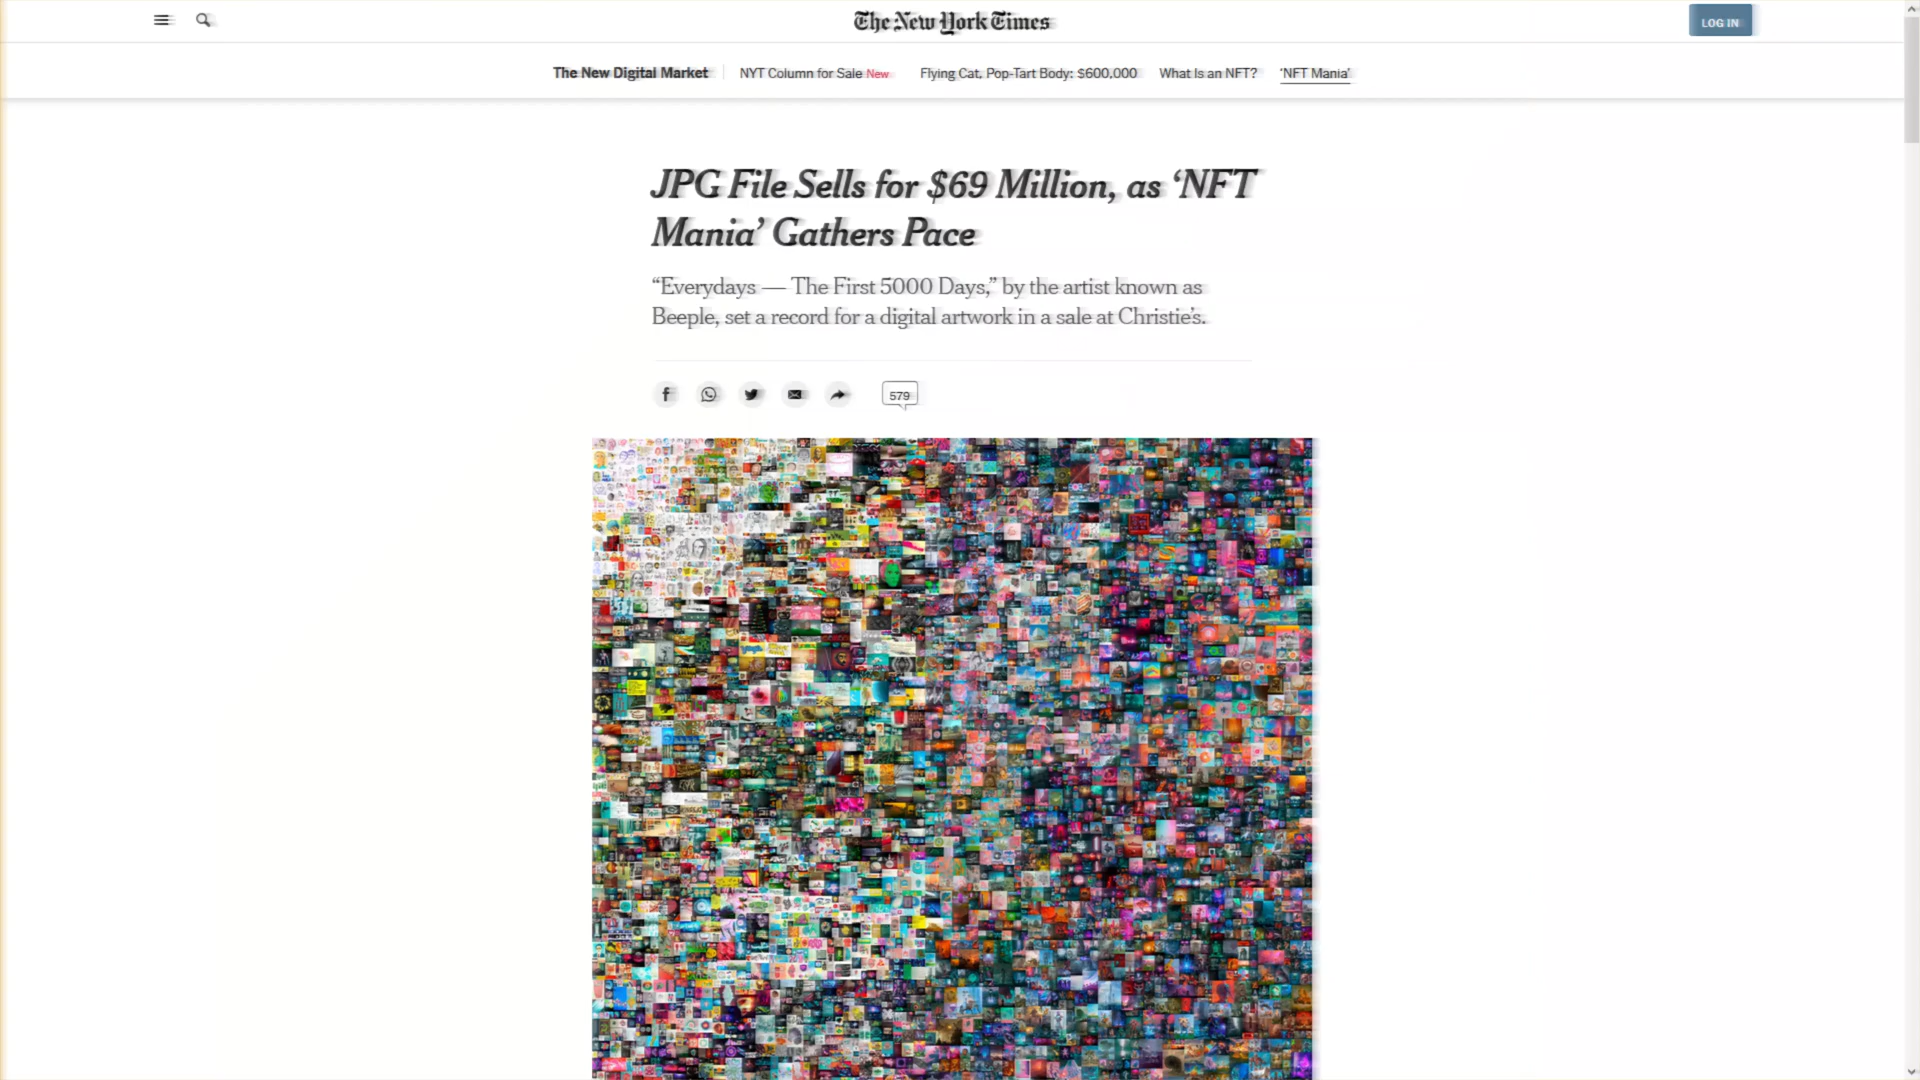 The New York Times
LOG IN
The New Digital Market NYT Column for Sale New Flying Cat, Pop-Tart Body: $600,000 What Is an NFT? ‘NFT Mania’
JPG File Sells for $69 Million, as ‘NFT
Mania’ Gathers Pace
“Everydays — The First 5000 Days,” by the artist known as
Beeple, set a record for a digital artwork in a sale at Christie’s.
579